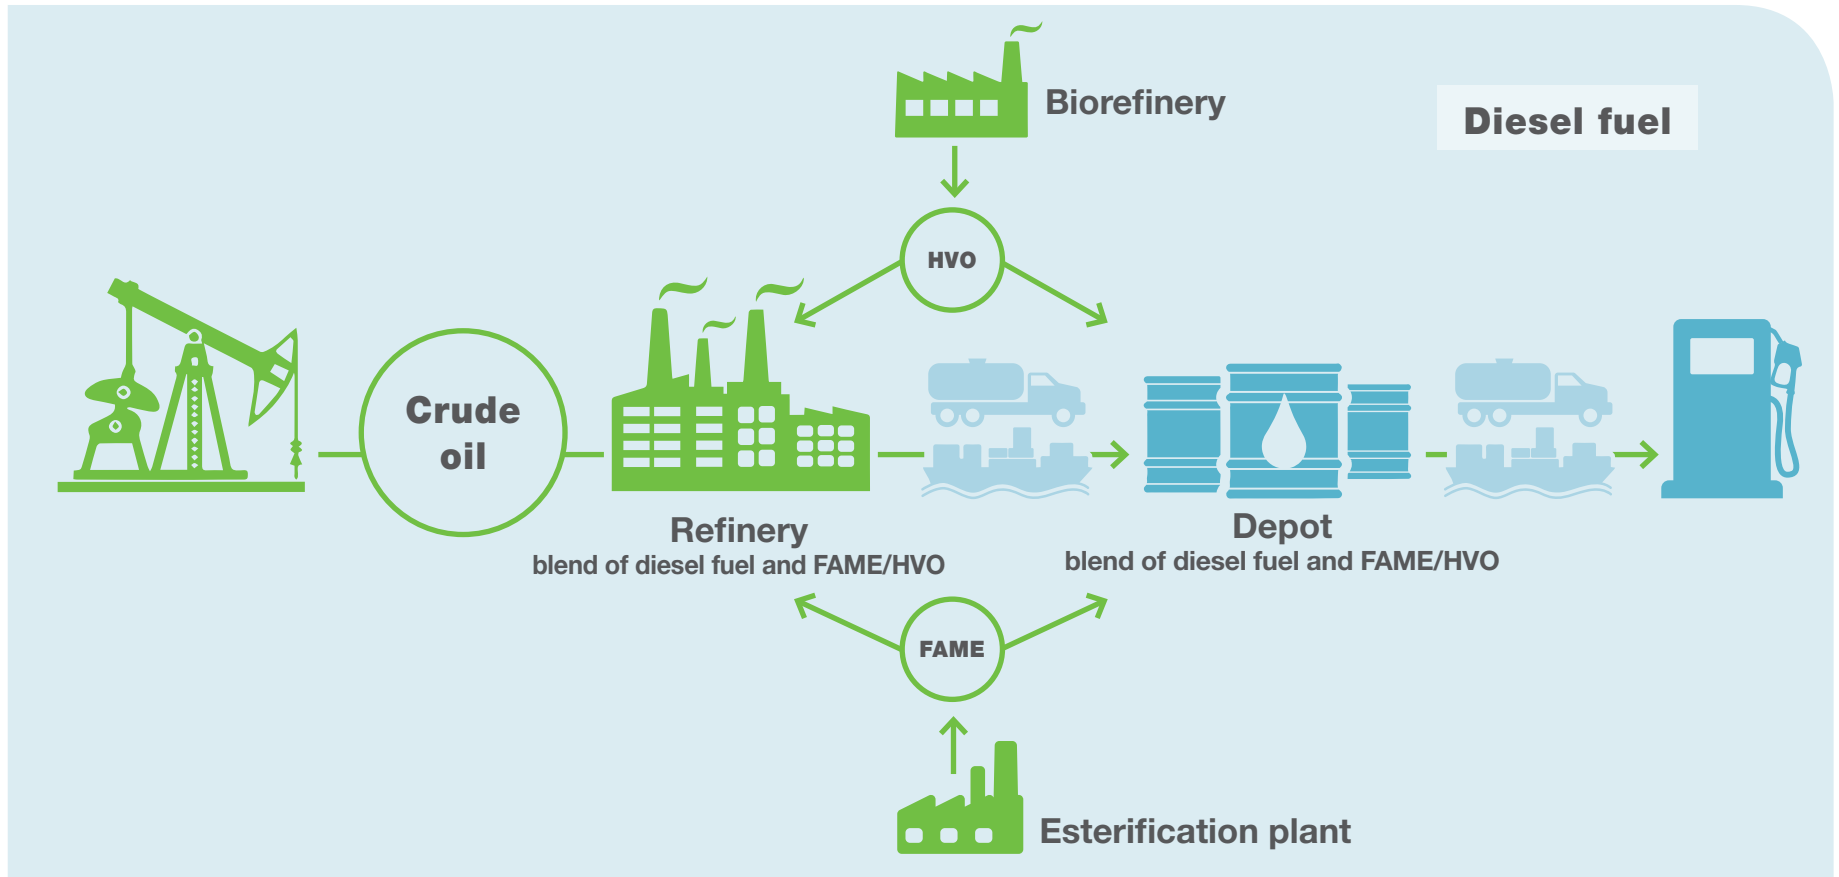 Biorefinery
Diesel fuel
HVO
Crude
oil
Refinery
blend of diesel fuel and FAME/HVO
Depot
blend of diesel fuel and FAME/HVO
FAME
Esterification plant